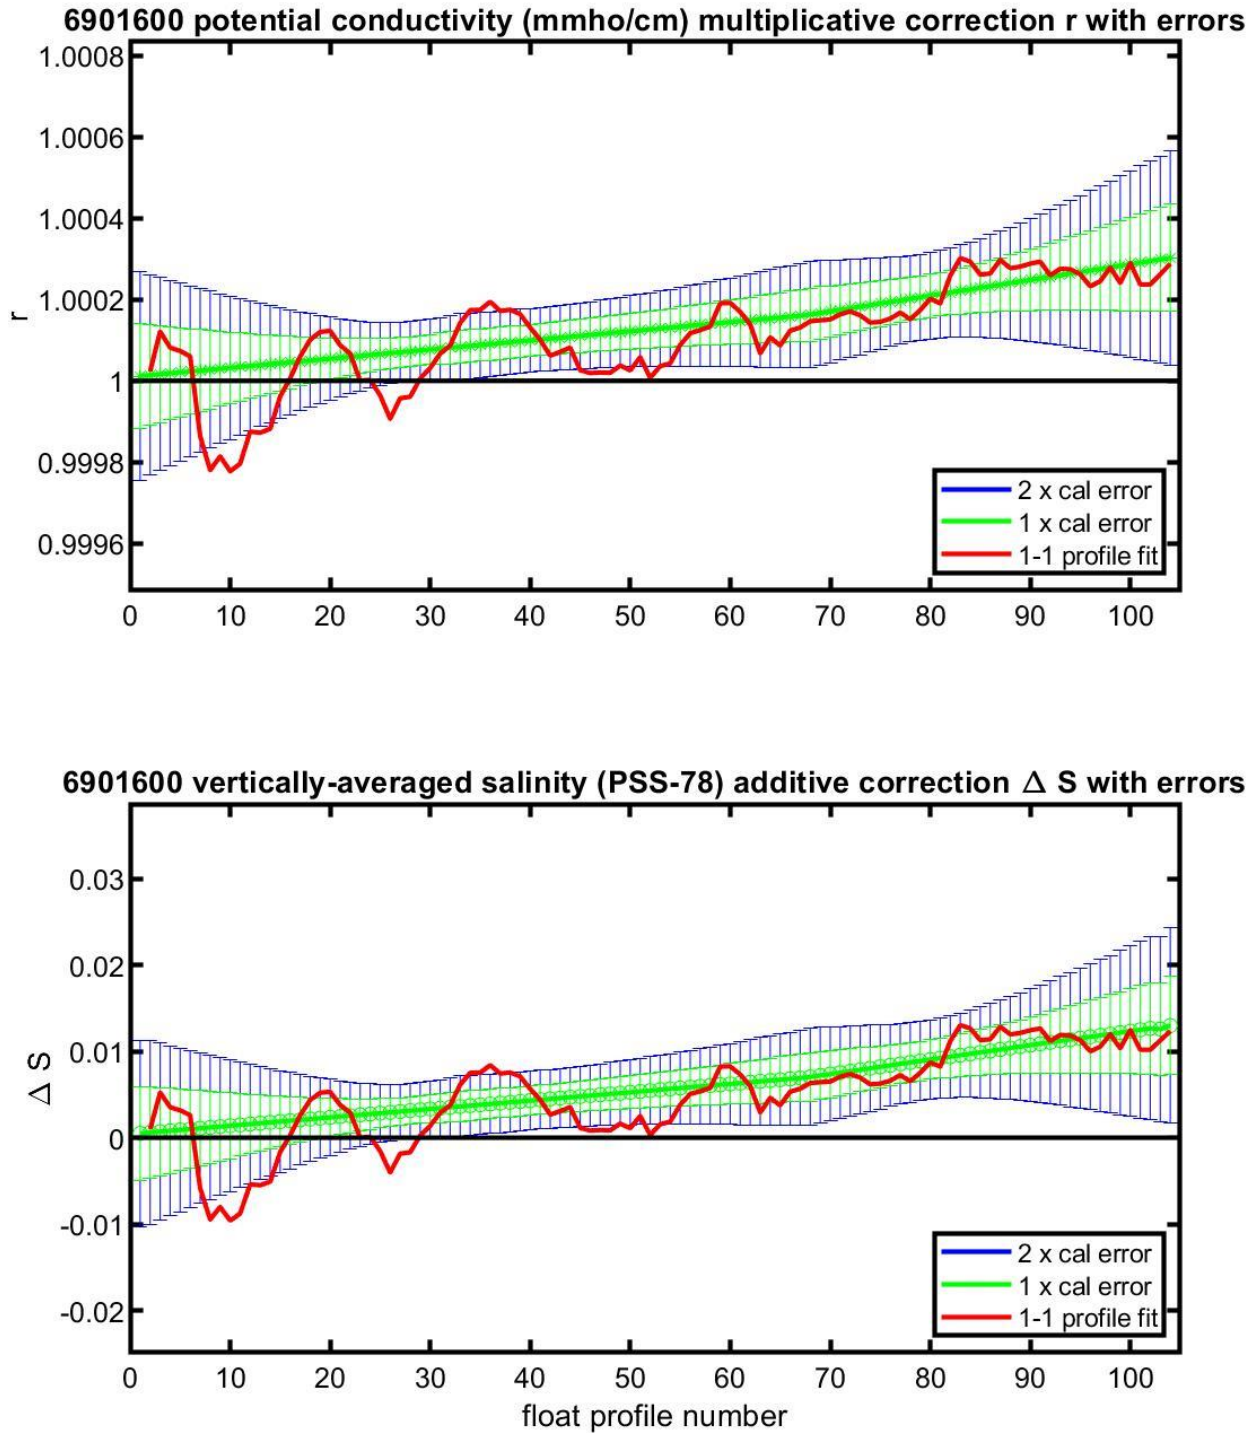 6901600 potential conductivity (mmho/cm) multiplicative correction r with errors
1.0008
1.0006
1.0004
1.0002
1
0.9998
0.9996
r
2 x cal error
1 x cal error
1-1 profile fit
0 10 20 30 40 50 60 70 80 90 100
6901600 vertically-averaged salinity (PSS-78) additive correction Δ S with errors
0.03
0.02
0.01
0
-0.01
-0.02
Δ S
2 x cal error
1 x cal error
1-1 profile fit
0 10 20 30 40 50 60 70 80 90 100
float profile number